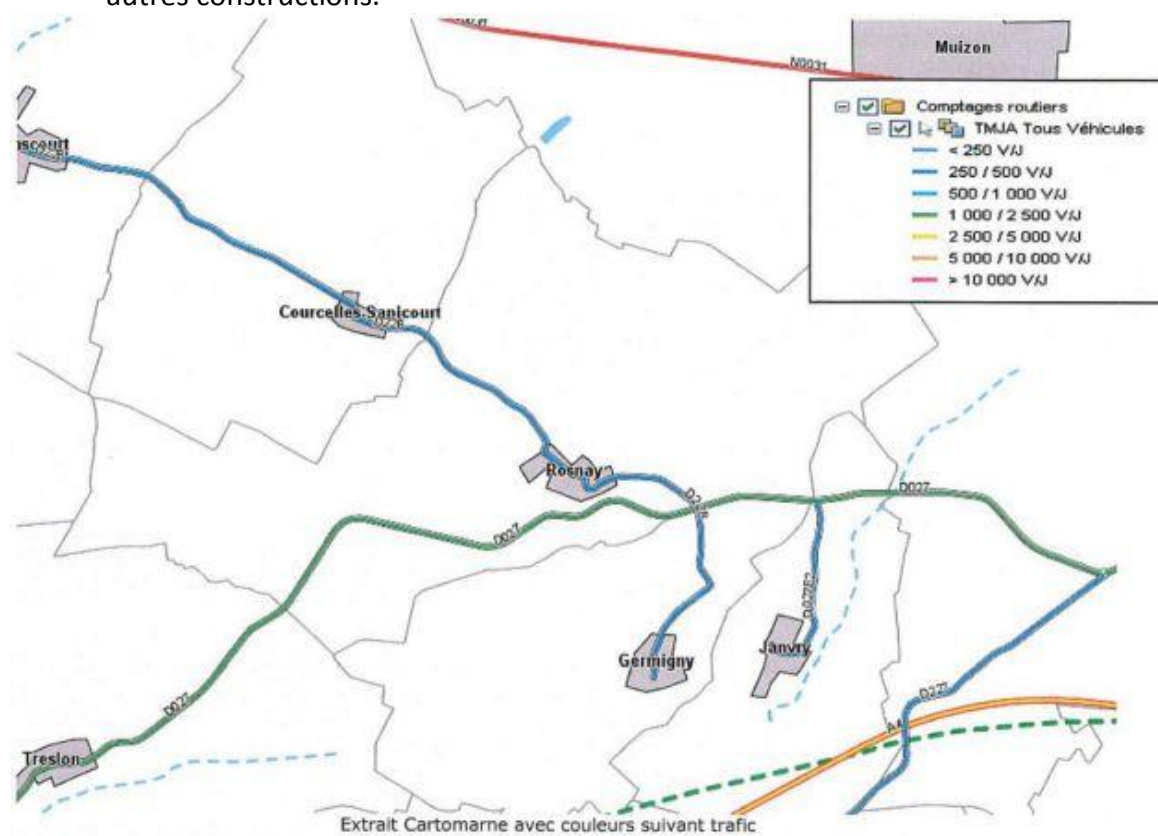 autres constructions.
N0031
Muizon
Comptages routiers
TMJA Tous Véhicules
< 250 V/J
250 / 500 V/J
500 / 1 000 V/J
1 000 / 2 500 V/J
2 500 / 5 000 V/J
5 000 / 10 000 V/J
> 10 000 V/J
Courcelles-Sapicourt
Rosnay
D027
D027
Germigny
Janvry
D227
A4
D027
Treslon
Extrait Cartomarne avec couleurs suivant trafic